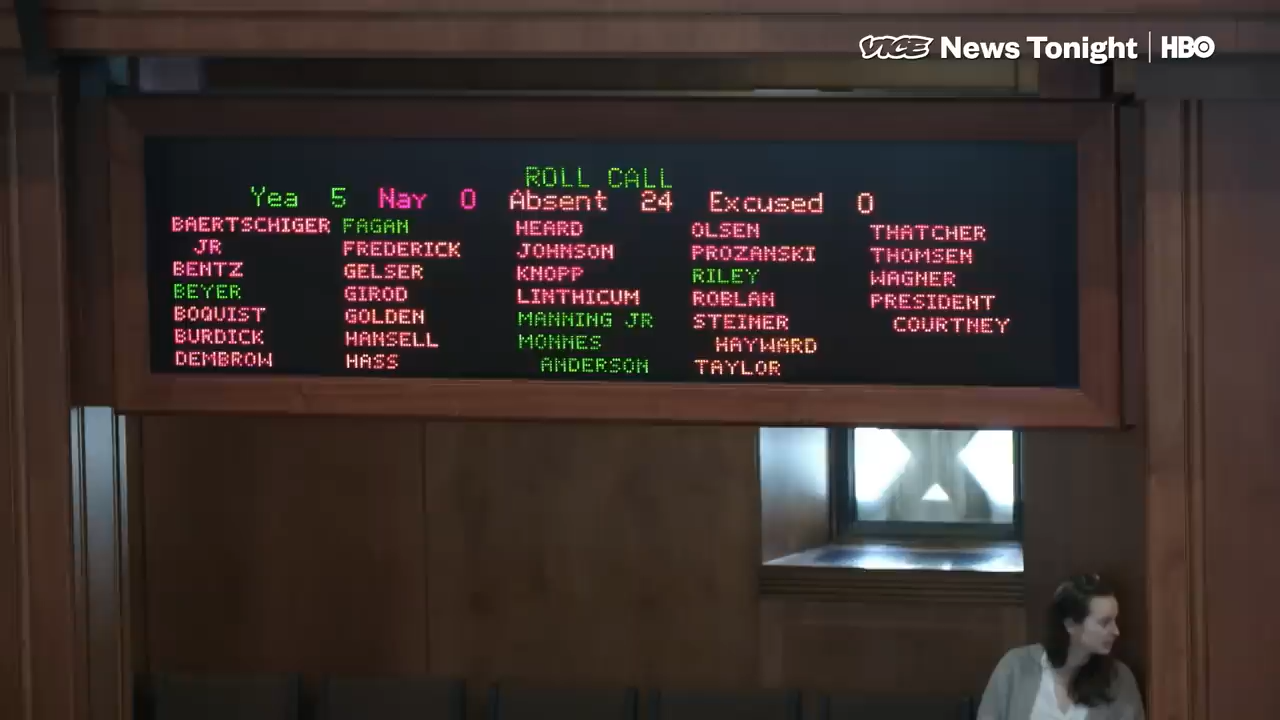 VICE News Tonight | HBO
ROLL CALL
Yea 5 Nay 0 Absent 24 Excused 0
BAERTSCHIGER
JR
BENTZ
BEYER
BOQUIST
BURDICK
DEMBROW
FAGAN
FREDERICK
GELSER
GIROD
GOLDEN
HANSELL
HASS
HEARD
JOHNSON
KNOPP
LINTHICUM
MANNING JR
MONNES
ANDERSON
OLSEN
PROZANSKI
RILEY
ROBLAN
STEINER
HAYWARD
TAYLOR
THATCHER
THOMSEN
WAGNER
PRESIDENT
COURTNEY